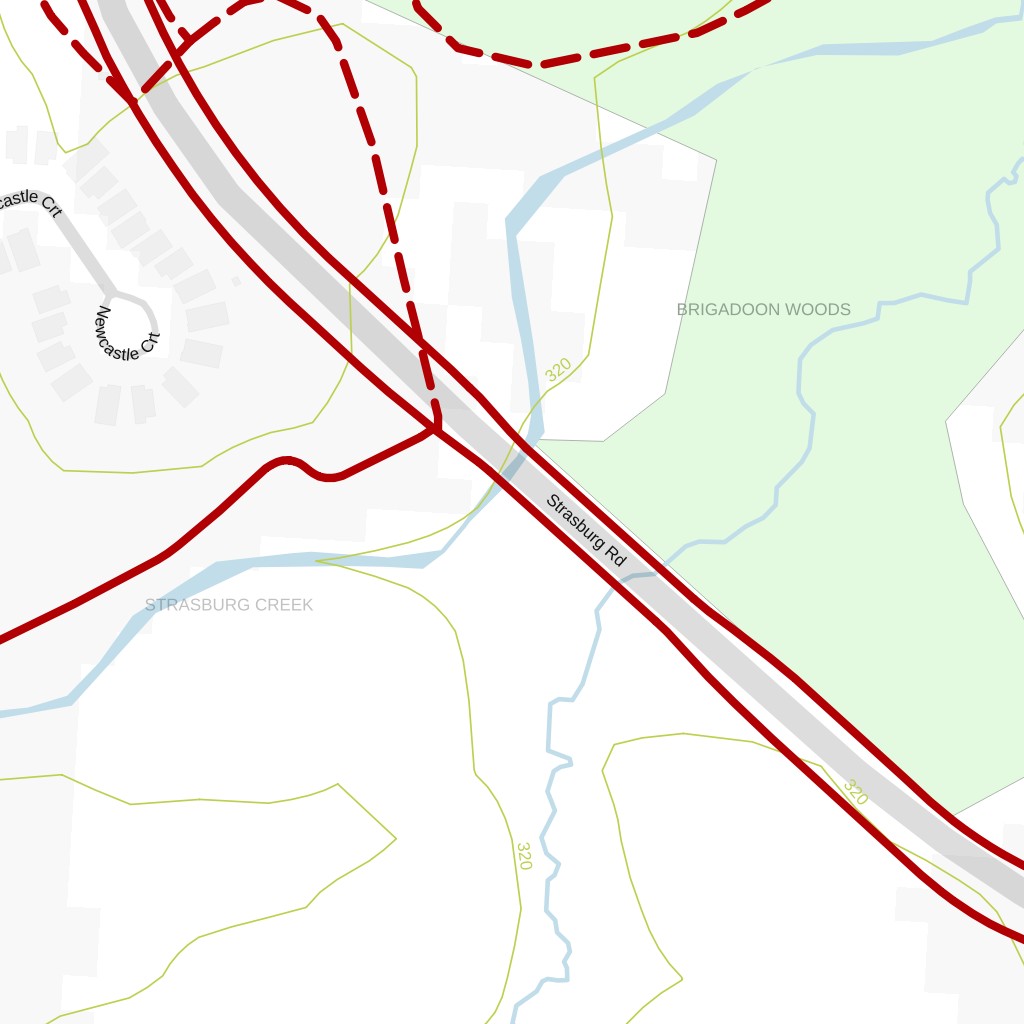 castle Crt
Newcastle Crt
BRIGADOON WOODS
320
Strasburg Rd
STRASBURG CREEK
320
320